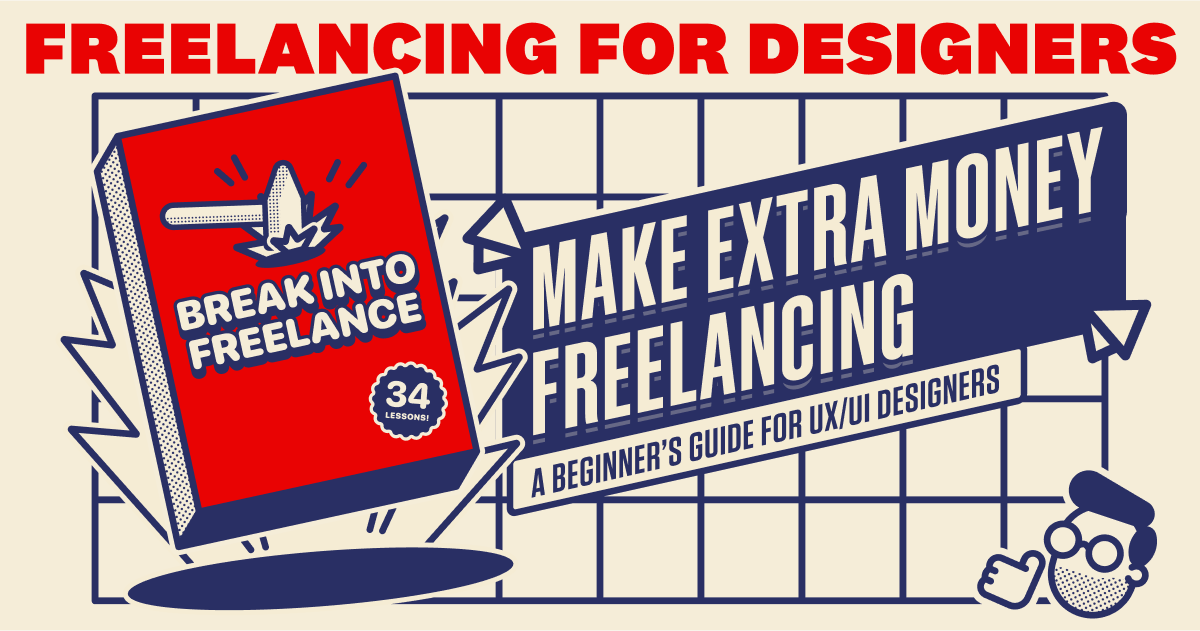 FREELANCING FOR DESIGNERS
BREAK INTO
FREELANCE
34
LESSONS!
MAKE EXTRA MONEY
FREELANCING
A BEGINNER'S GUIDE FOR UX/UI DESIGNERS